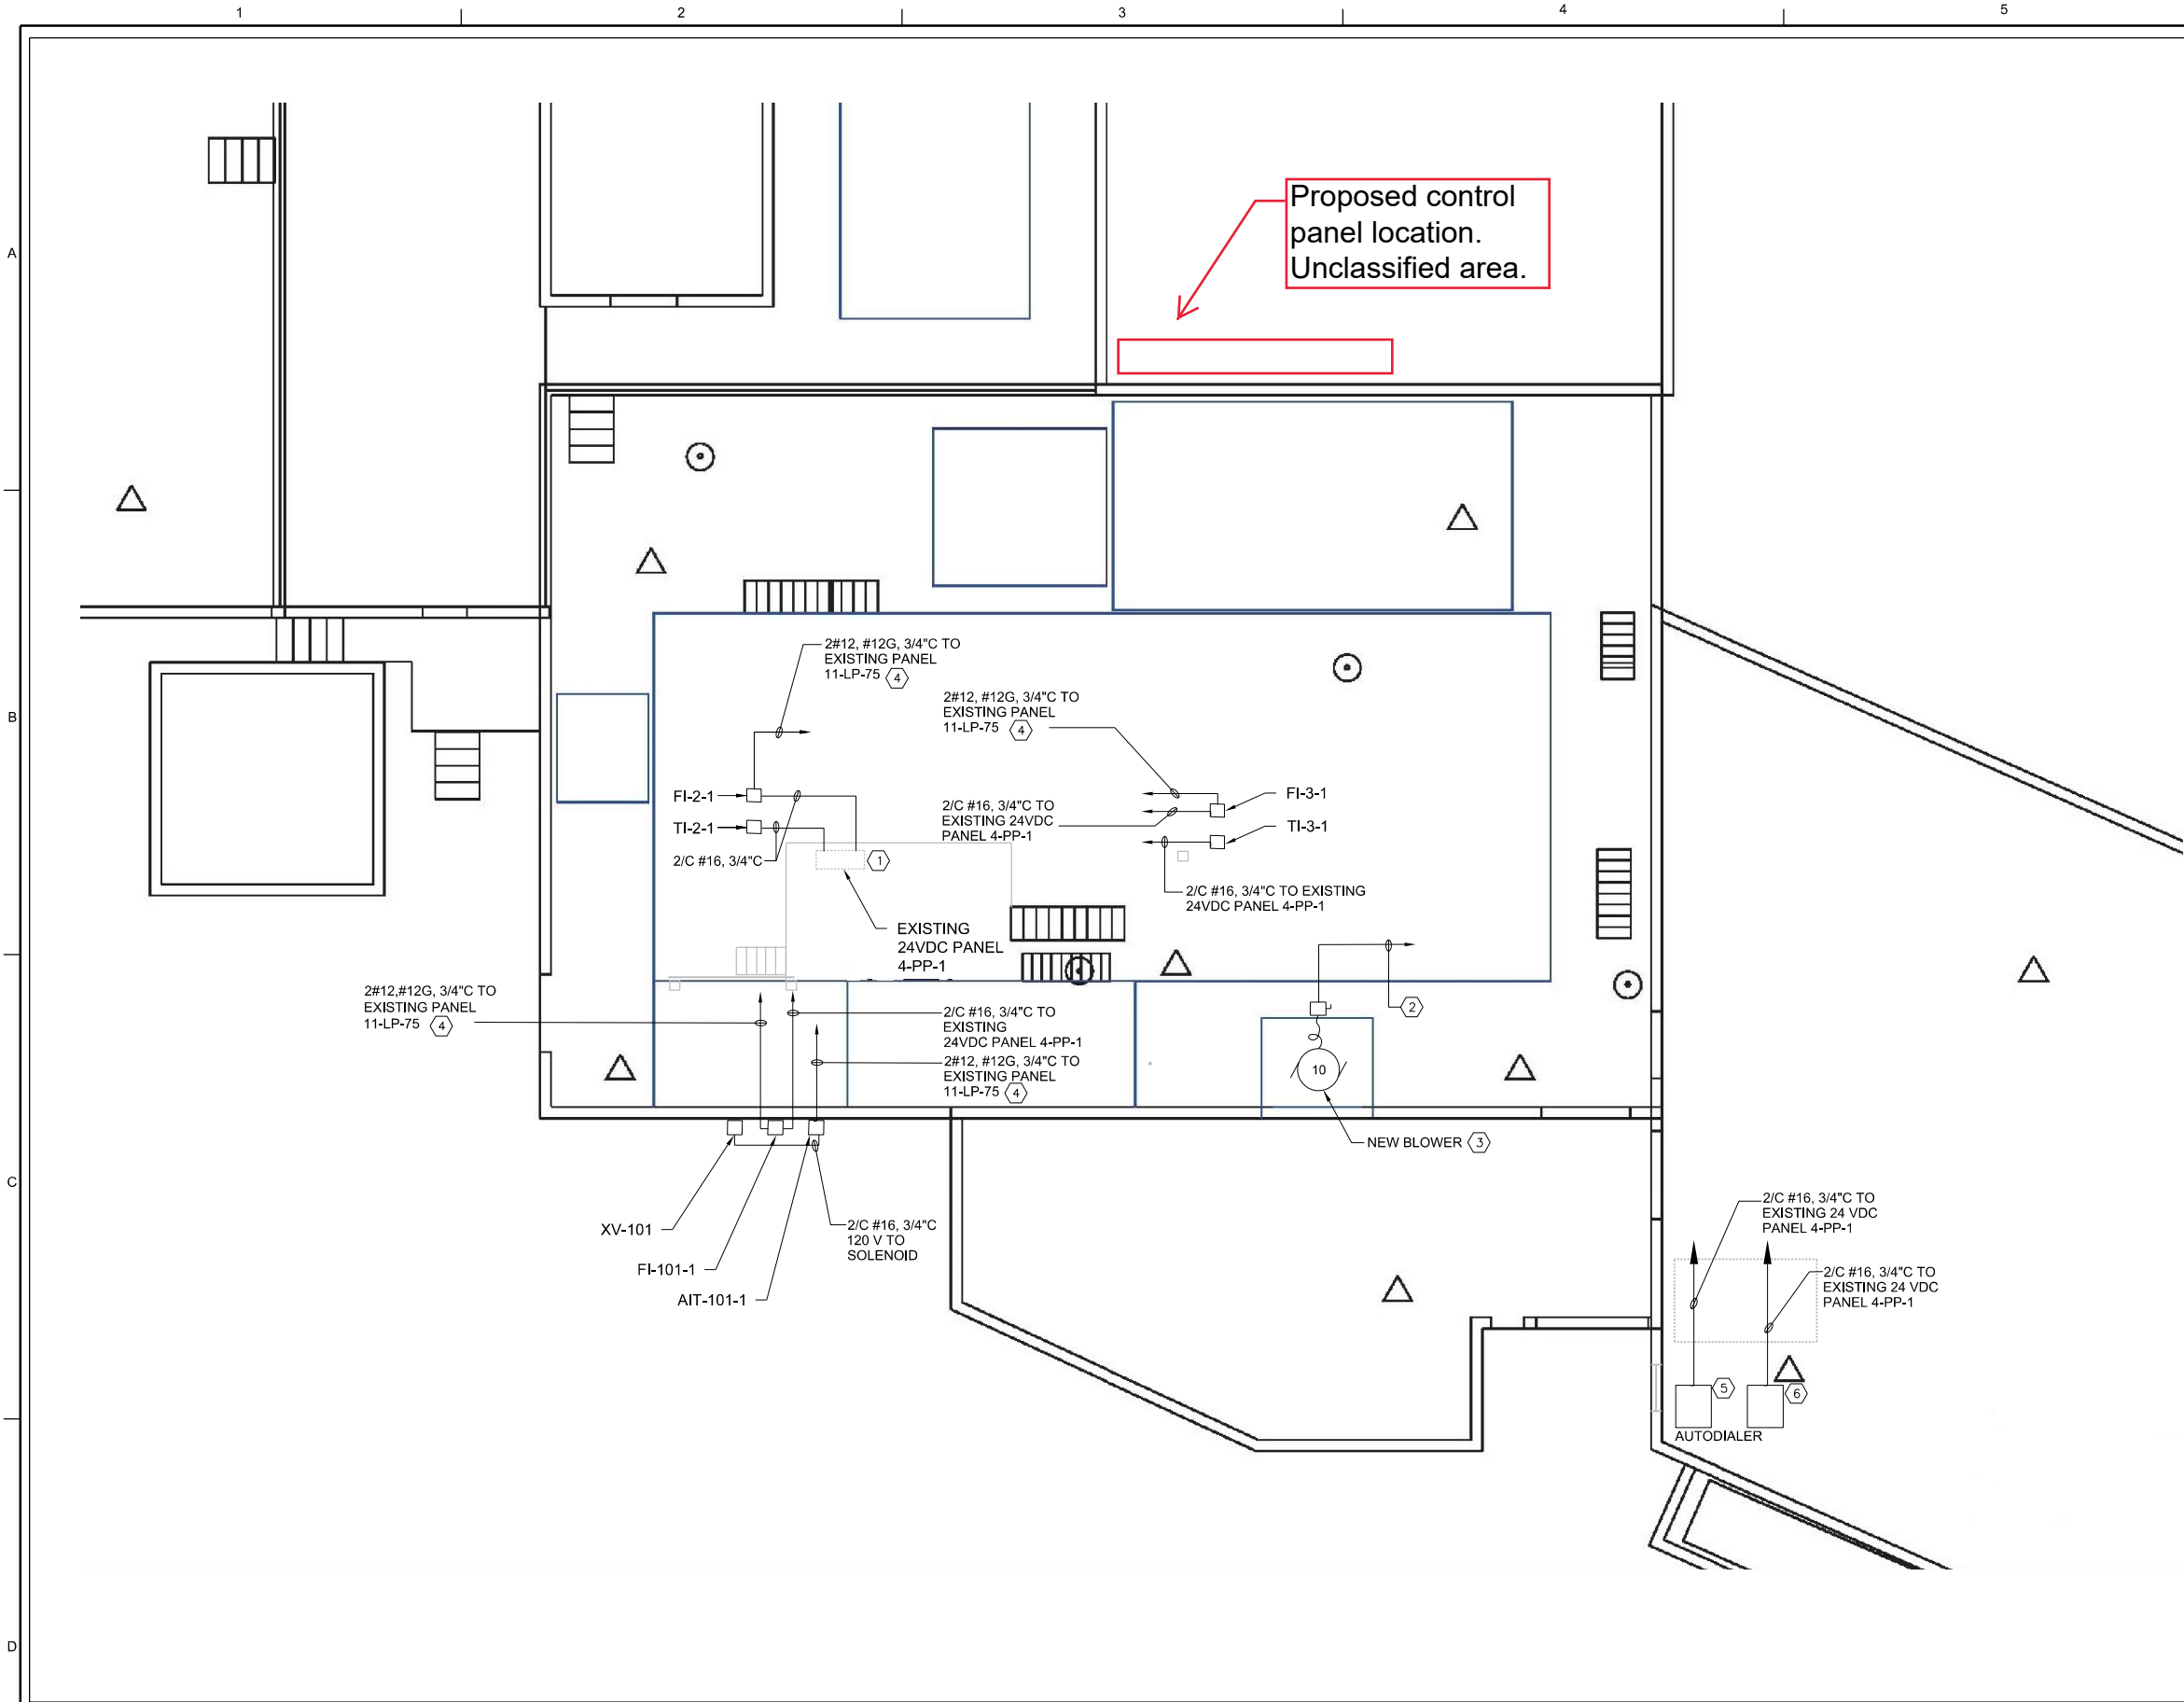 1
2
3
4
5
A
B
C
D
Proposed control
panel location.
Unclassified area.
2#12, #12G, 3/4"C TO
EXISTING PANEL
11-LP-75 4
2#12, #12G, 3/4"C TO
EXISTING PANEL
11-LP-75 4
FI-2-1
TI-2-1
2/C #16, 3/4"C
1
2/C #16, 3/4"C TO
EXISTING 24VDC
PANEL 4-PP-1
FI-3-1
TI-3-1
2/C #16, 3/4"C TO EXISTING
24VDC PANEL 4-PP-1
EXISTING
24VDC PANEL
4-PP-1
2#12,#12G, 3/4"C TO
EXISTING PANEL
11-LP-75 4
2/C #16, 3/4"C TO
EXISTING
24VDC PANEL 4-PP-1
2#12, #12G, 3/4"C TO
EXISTING PANEL
11-LP-75 4
2
10
NEW BLOWER 3
XV-101
FI-101-1
AIT-101-1
2/C #16, 3/4"C
120 V TO
SOLENOID
2/C #16, 3/4"C TO
EXISTING 24 VDC
PANEL 4-PP-1
2/C #16, 3/4"C TO
EXISTING 24 VDC
PANEL 4-PP-1
5
6
AUTODIALER